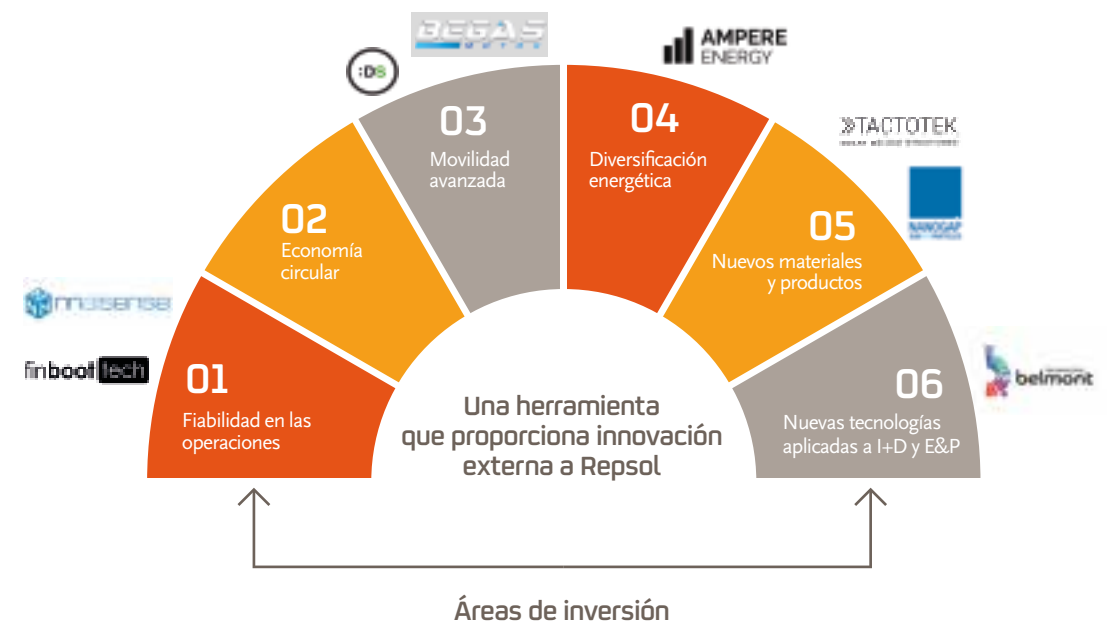 BEGAS
MOTOR
:DS
AMPERE
ENERGY
03
Movilidad
avanzada
04
Diversificación
energética
TACTOTEK
02
Economía
circular
05
Nuevos materiales
y productos
NANOGAP
finboot tech
01
Fiabilidad en las
operaciones
06
Nuevas tecnologías
aplicadas a I+D y E&P
belmont
Una herramienta
que proporciona innovación
externa a Repsol
Áreas de inversión